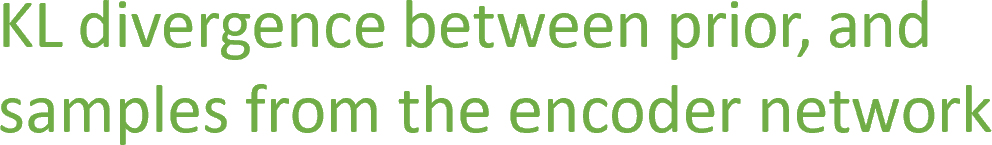 KL divergence between prior, and
samples from the encoder network